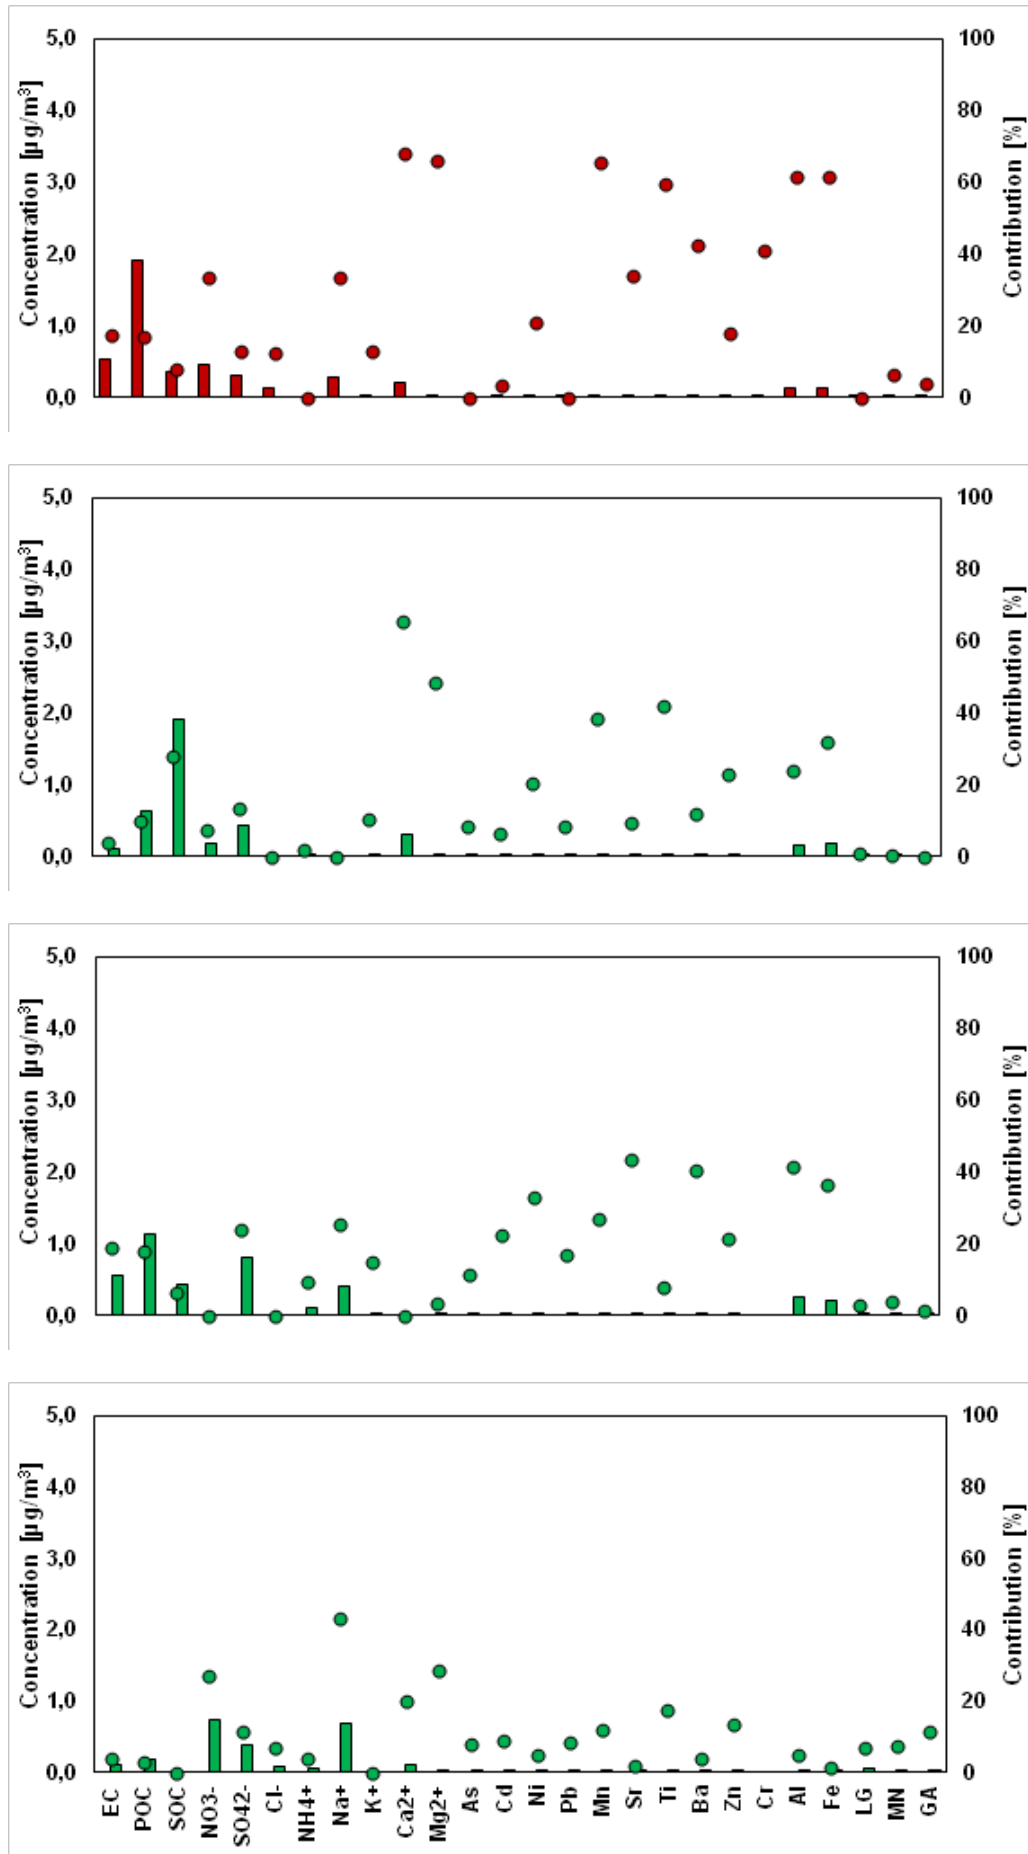 Concentration [µg/m³]
5,0
4,0
3,0
2,0
1,0
0,0
100
80
60
40
20
0
Contribution [%]
Concentration [µg/m³]
5,0
4,0
3,0
2,0
1,0
0,0
100
80
60
40
20
0
Contribution [%]
Concentration [µg/m³]
5,0
4,0
3,0
2,0
1,0
0,0
100
80
60
40
20
0
Contribution [%]
Concentration [µg/m³]
5,0
4,0
3,0
2,0
1,0
0,0
100
80
60
40
20
0
Contribution [%]
EC
POC
SOC
NO3-
SO42-
Cl-
NH4+
Na+
K+
Ca2+
Mg2+
As
Cd
Ni
Pb
Mn
Sr
Ti
Ba
Zn
Cr
Al
Fe
LG
MN
GA